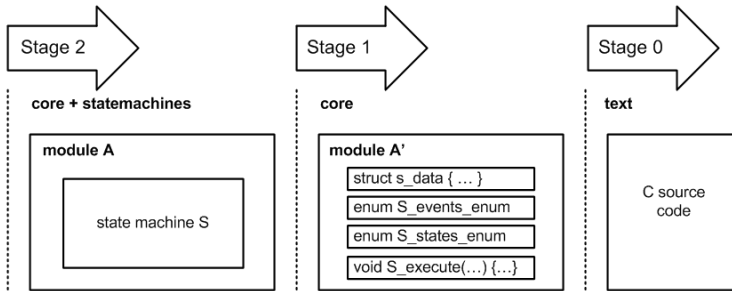 Stage 2
Stage 1
Stage 0
core + statemachines
core
text
module A
state machine S
module A’
struct s_data { … }
enum S_events_enum
enum S_states_enum
void S_execute(…) {…}
C source
code